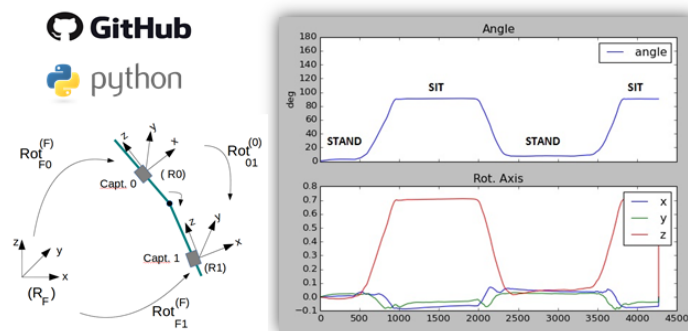 GitHub
python
Rot F0 (F)
z y x
Capt. 0 (R0)
Rot 01 (0)
z y x
Capt. 1 (R1)
z y x
(R_F)
Rot F1 (F)
Angle
180
160
140
120
100
80
60
40
20
0
deg
angle
STAND
SIT
STAND
SIT
Rot. Axis
0.8
0.7
0.6
0.5
0.4
0.3
0.2
0.1
0.0
−0.1
x
y
z
0 500 1000 1500 2000 2500 3000 3500 4000 4500